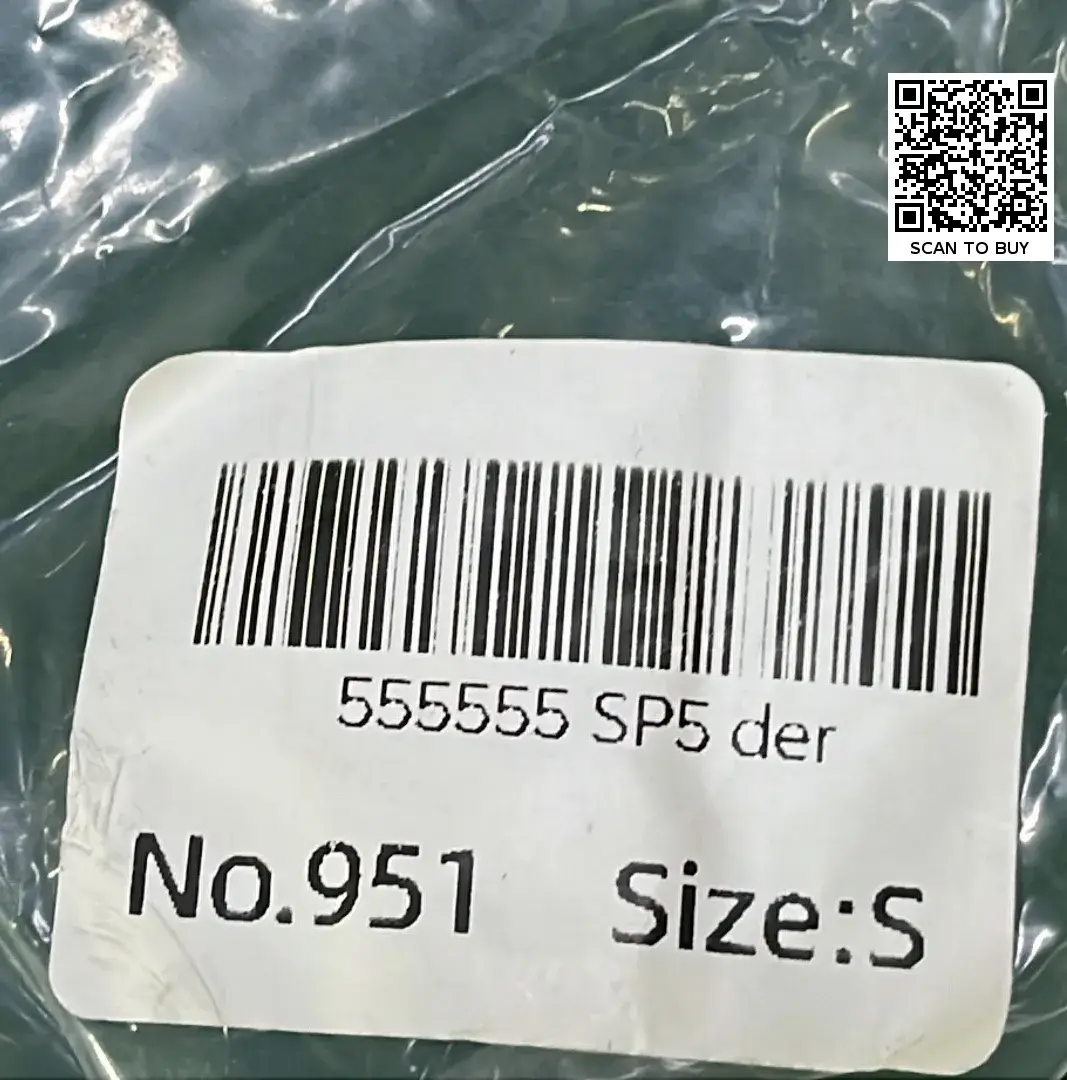 SCAN TO BUY
555555 SP5 der
No.951 Size:S